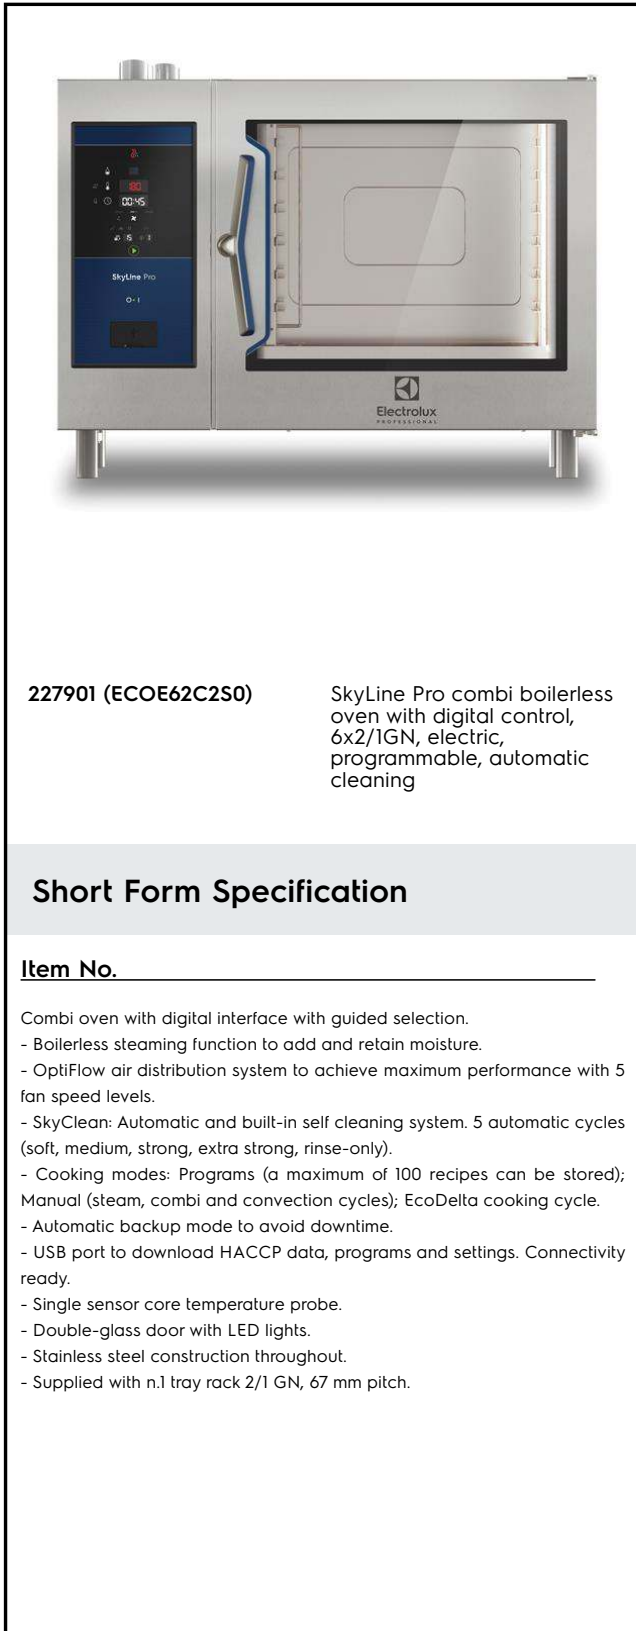 180
00:45
15
SkyLine Pro
Electrolux
PROFESSIONAL
227901 (ECOE62C2S0)
SkyLine Pro combi boilerless
oven with digital control,
6x2/1GN, electric,
programmable, automatic
cleaning
Short Form Specification
Item No.
Combi oven with digital interface with guided selection.
- Boilerless steaming function to add and retain moisture.
- OptiFlow air distribution system to achieve maximum performance with 5
fan speed levels.
- SkyClean: Automatic and built-in self cleaning system. 5 automatic cycles
(soft, medium, strong, extra strong, rinse-only).
- Cooking modes: Programs (a maximum of 100 recipes can be stored);
Manual (steam, combi and convection cycles); EcoDelta cooking cycle.
- Automatic backup mode to avoid downtime.
- USB port to download HACCP data, programs and settings. Connectivity
ready.
- Single sensor core temperature probe.
- Double-glass door with LED lights.
- Stainless steel construction throughout.
- Supplied with n.1 tray rack 2/1 GN, 67 mm pitch.